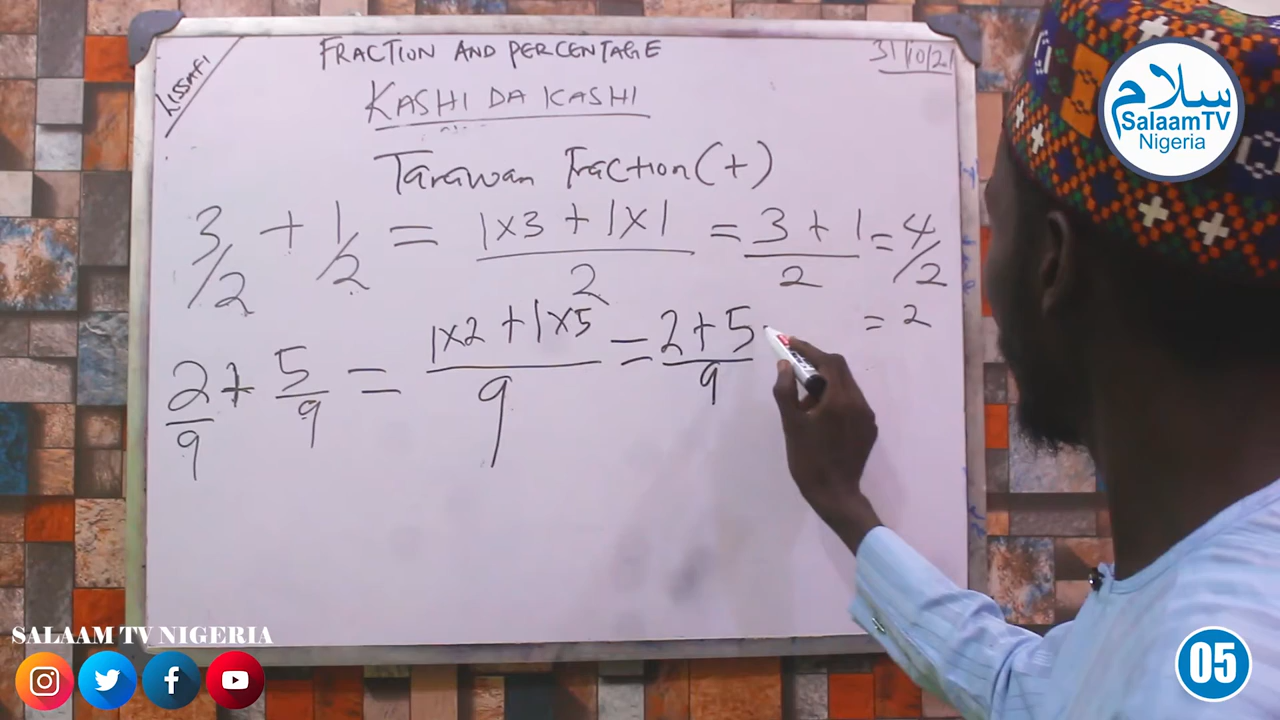 LISSAFI
FRACTION AND PERCENTAGE
31/10/21
KASHI DA KASHI
Tarawan Fraction (+)
3/2 + 1/2 = 1x3 + 1x1 / 2 = 3 + 1 / 2 = 4/2
= 2
2/9 + 5/9 = 1x2 + 1x5 / 9 = 2 + 5 / 9
سلام
SalaamTV
Nigeria
SALAAM TV NIGERIA
05